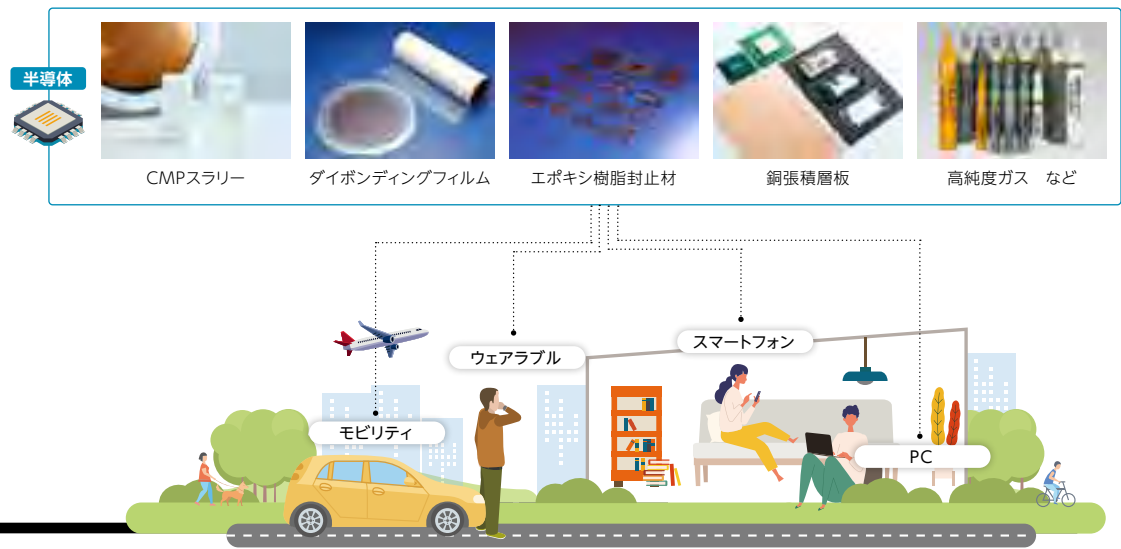 半導体
CMPスラリー
ダイボンディングフィルム
エポキシ樹脂封止材
銅張積層板
高純度ガス　など
スマートフォン
ウェアラブル
モビリティ
PC